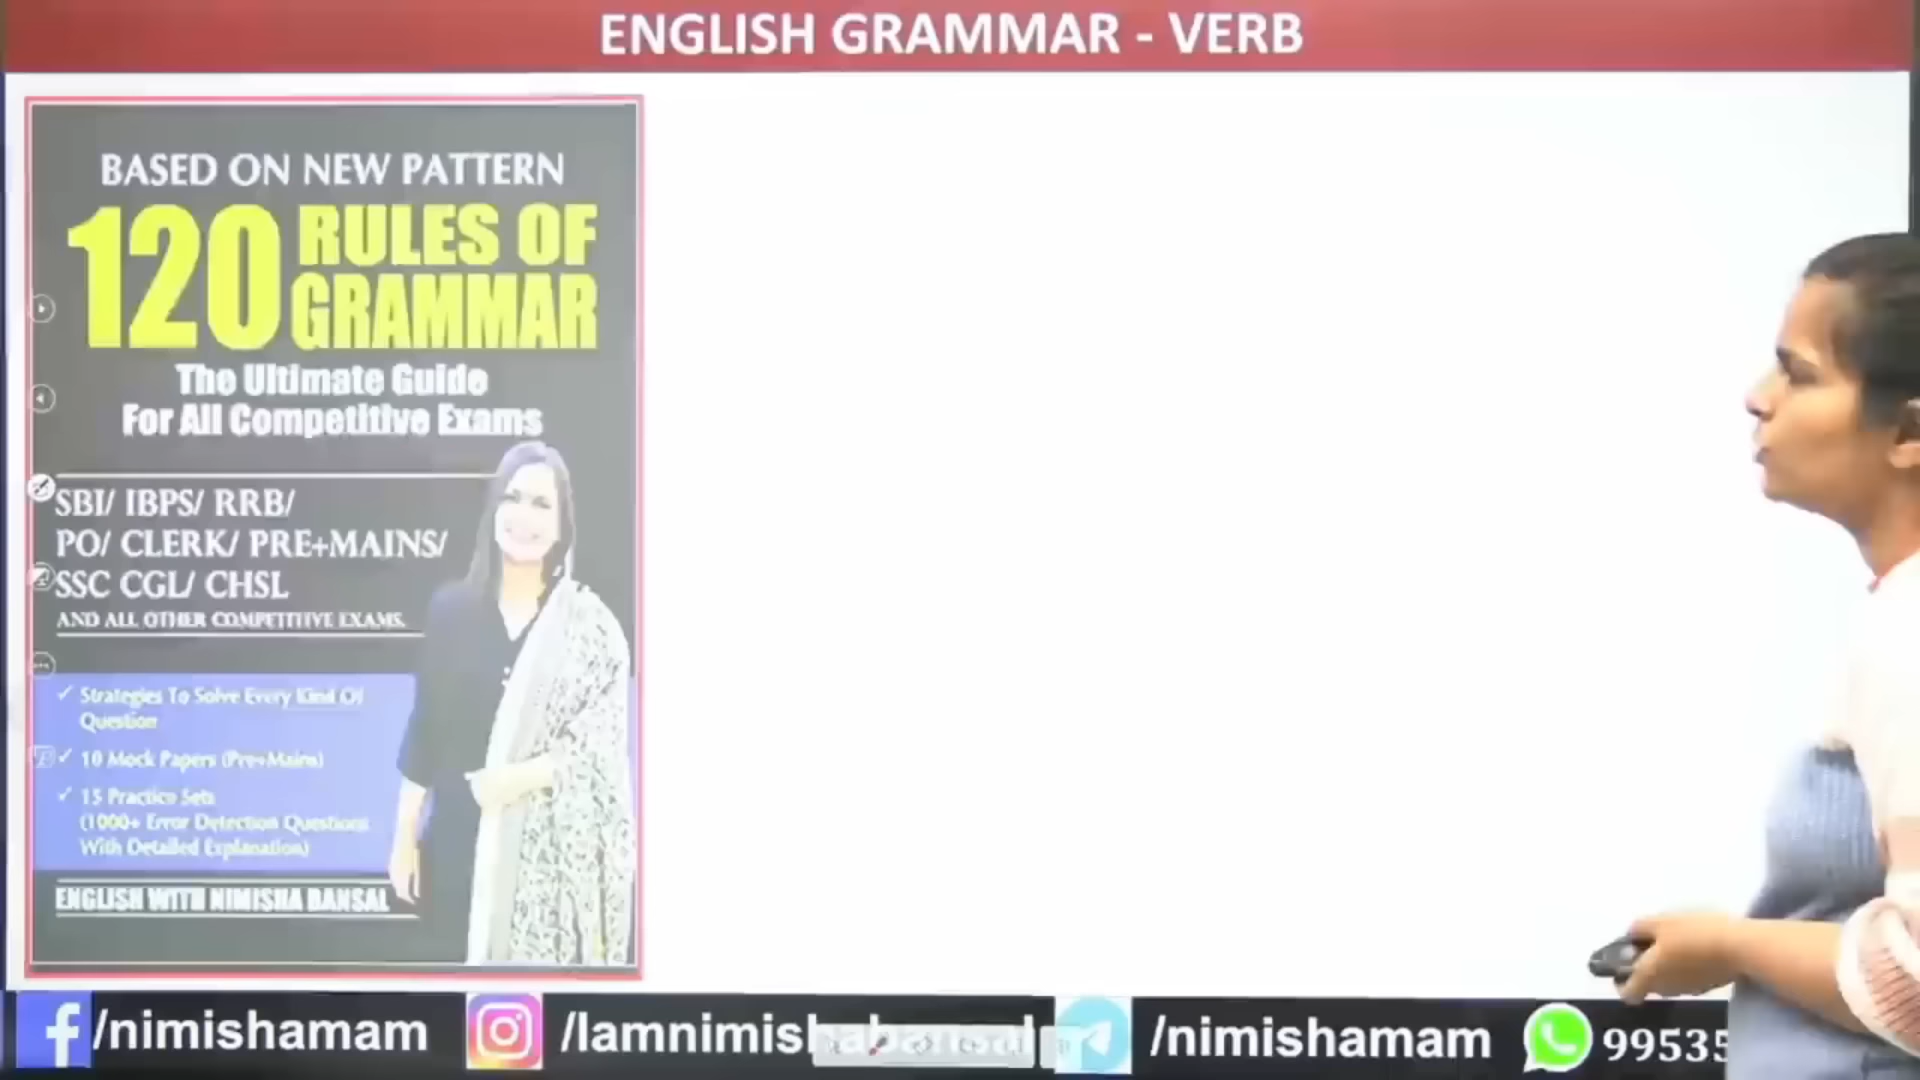 ENGLISH GRAMMAR - VERB
BASED ON NEW PATTERN
120 RULES OF
GRAMMAR
The Ultimate Guide
For All Competitive Exams
SBI/ IBPS/ RRB/
PO/ CLERK/ PRE+MAINS/
SSC CGL/ CHSL
AND ALL OTHER COMPETITIVE EXAMS.
✓ Strategies To Solve Every Kind Of
Question
✓ 10 Mock Papers (Pre+Mains)
✓ 15 Practice Sets
(1000+ Error Detection Questions
With Detailed Explanation)
ENGLISH WITH NIMISHA BANSAL
/nimishamam
/Iamnimishabansal
/nimishamam
99535